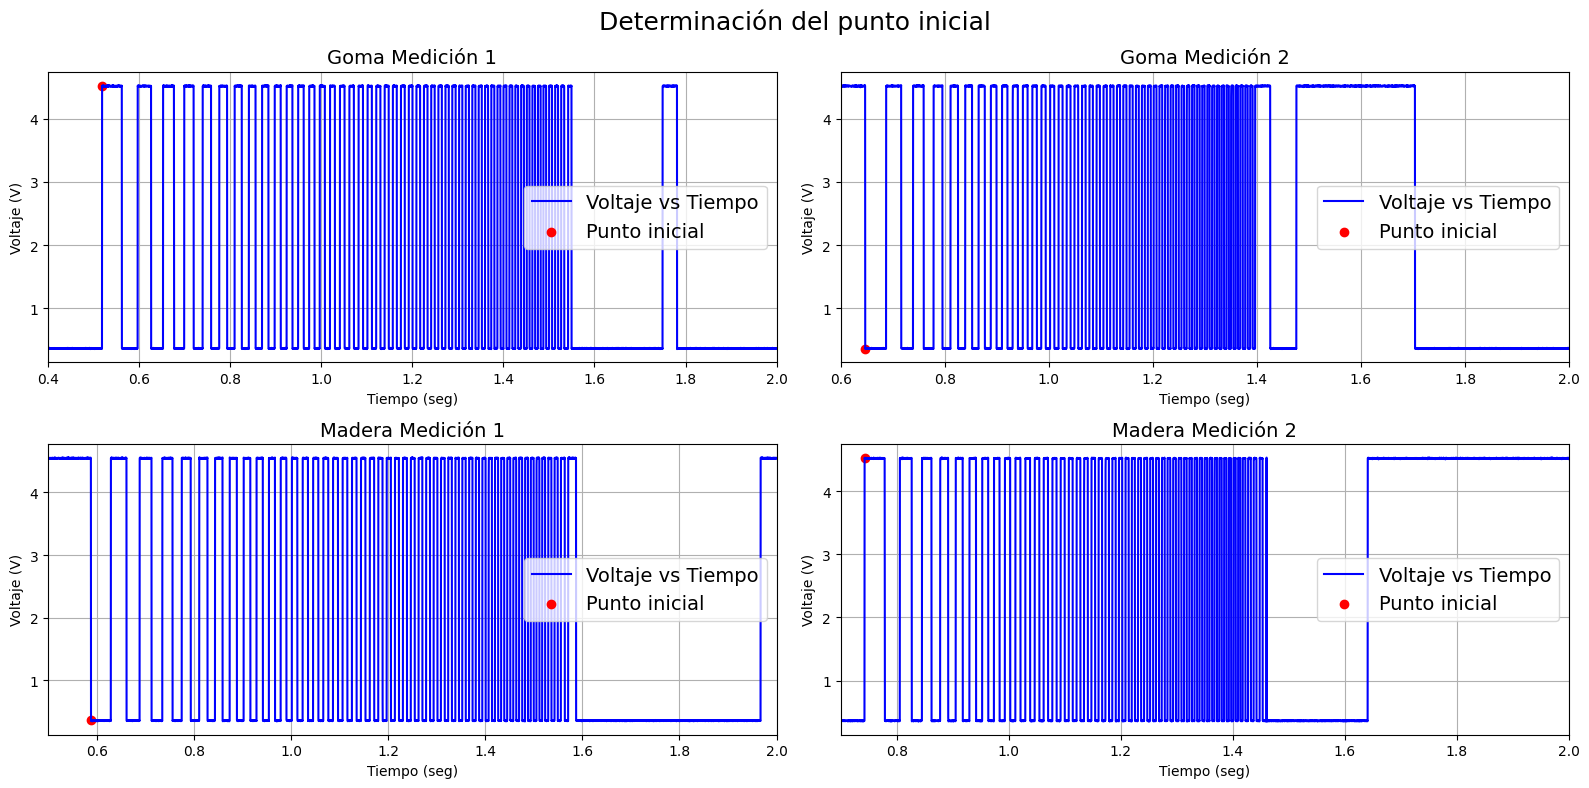 Determinación del punto inicial
Goma Medición 1
Voltaje (V)
4
3
2
1
Voltaje vs Tiempo
Punto inicial
0.4 0.6 0.8 1.0 1.2 1.4 1.6 1.8 2.0
Tiempo (seg)
Goma Medición 2
Voltaje (V)
4
3
2
1
Voltaje vs Tiempo
Punto inicial
0.6 0.8 1.0 1.2 1.4 1.6 1.8 2.0
Tiempo (seg)
Madera Medición 1
Voltaje (V)
4
3
2
1
Voltaje vs Tiempo
Punto inicial
0.6 0.8 1.0 1.2 1.4 1.6 1.8 2.0
Tiempo (seg)
Madera Medición 2
Voltaje (V)
4
3
2
1
Voltaje vs Tiempo
Punto inicial
0.8 1.0 1.2 1.4 1.6 1.8 2.0
Tiempo (seg)